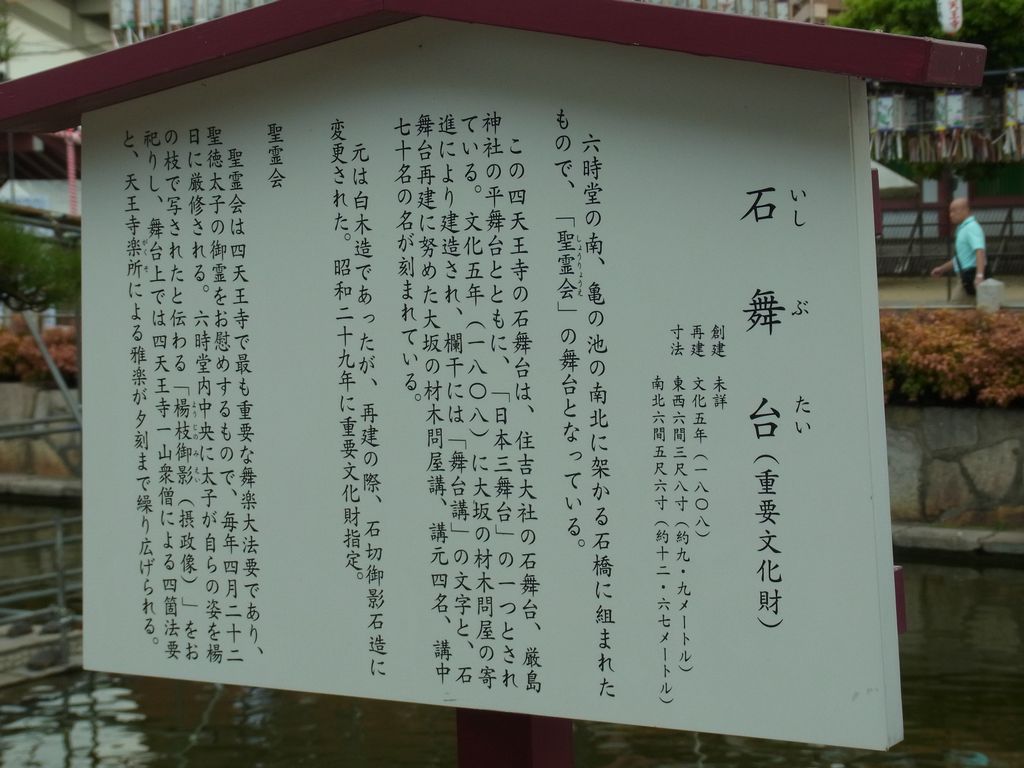 いし ぶ たい
石舞台(重要文化財)
創建 未詳
再建 文化五年(一八〇八)
寸法 東西六間三尺八寸(約九・九メートル)
南北六間五尺六寸(約十二・六七メートル)
六時堂の南、亀の池の南北に架かる石橋に組まれた
もので、「聖霊会」の舞台となっている。
しょうりょうえ
この四天王寺の石舞台は、住吉大社の石舞台、厳島
神社の平舞台とともに、「日本三舞台」の一つとされ
ている。文化五年(一八〇八)に大坂の材木問屋の寄
進により建造され、欄干には「舞台講」の文字と、石
舞台再建に努めた大坂の材木問屋講、講元四名、講中
七十名の名が刻まれている。
元は白木造であったが、再建の際、石切御影石造に
変更された。昭和二十九年に重要文化財指定。
聖霊会
聖霊会は四天王寺で最も重要な舞楽大法要であり、
聖徳太子の御霊をお慰めするもので、毎年四月二十二
日に厳修される。六時堂内中央に太子が自らの姿を楊
の枝で写されたと伝わる「楊枝御影(摂政像)」をお
ようじみえい
祀りし、舞台上では四天王寺一山衆僧による四箇法要
と、天王寺楽所による雅楽が夕刻まで繰り広げられる。
がくそ